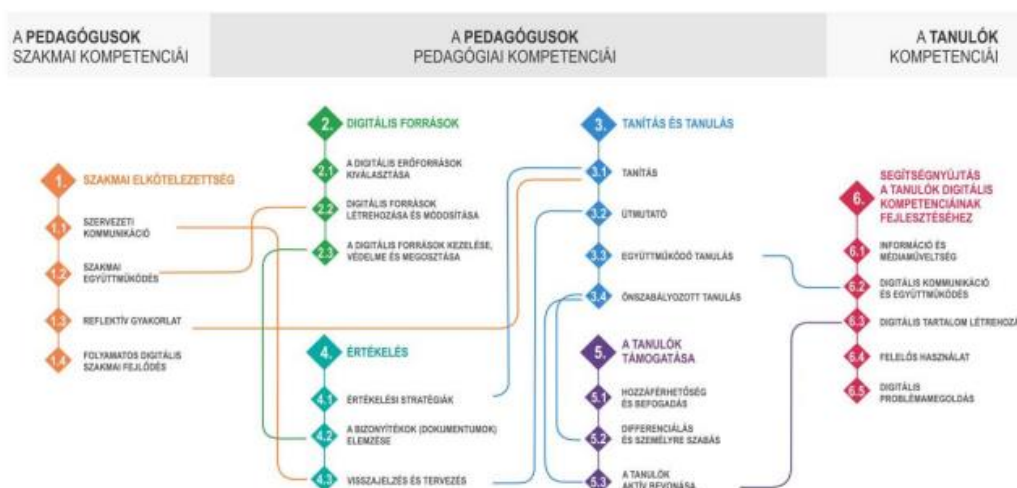 A PEDAGÓGUSOK
SZAKMAI KOMPETENCIÁI
A PEDAGÓGUSOK
PEDAGÓGIAI KOMPETENCIÁI
A TANULÓK
KOMPETENCIÁI
1. SZAKMAI ELKÖTELEZETTSÉG
1.1 SZERVEZETI
KOMMUNIKÁCIÓ
1.2 SZAKMAI
EGYÜTTMŰKÖDÉS
1.3 REFLEKTÍV GYAKORLAT
1.4 FOLYAMATOS DIGITÁLIS
SZAKMAI FEJLŐDÉS
2. DIGITÁLIS FORRÁSOK
2.1 A DIGITÁLIS ERŐFORRÁSOK
KIVÁLASZTÁSA
2.2 DIGITÁLIS FORRÁSOK
LÉTREHOZÁSA ÉS MÓDOSÍTÁSA
2.3 A DIGITÁLIS FORRÁSOK KEZELÉSE,
VÉDELME ÉS MEGOSZTÁSA
4. ÉRTÉKELÉS
4.1 ÉRTÉKELÉSI STRATÉGIÁK
4.2 A BIZONYÍTÉKOK (DOKUMENTUMOK)
ELEMZÉSE
4.3 VISSZAJELZÉS ÉS TERVEZÉS
3. TANÍTÁS ÉS TANULÁS
3.1 TANÍTÁS
3.2 ÚTMUTATÓ
3.3 EGYÜTTMŰKÖDŐ TANULÁS
3.4 ÖNSZABÁLYOZOTT TANULÁS
5. A TANULÓK
TÁMOGATÁSA
5.1 HOZZÁFÉRHETŐSÉG
ÉS BEFOGADÁS
5.2 DIFFERENCIÁLÁS
ÉS SZEMÉLYRE SZABÁS
5.3 A TANULÓK
AKTÍV BEVONÁSA
6. SEGÍTSÉGNYÚJTÁS
A TANULÓK DIGITÁLIS
KOMPETENCIÁINAK
FEJLESZTÉSÉHEZ
6.1 INFORMÁCIÓ ÉS
MÉDIAMŰVELTSÉG
6.2 DIGITÁLIS KOMMUNIKÁCIÓ
ÉS EGYÜTTMŰKÖDÉS
6.3 DIGITÁLIS TARTALOM LÉTREHOZÁ
6.4 FELELŐS HASZNÁLAT
6.5 DIGITÁLIS
PROBLÉMAMEGOLDÁS